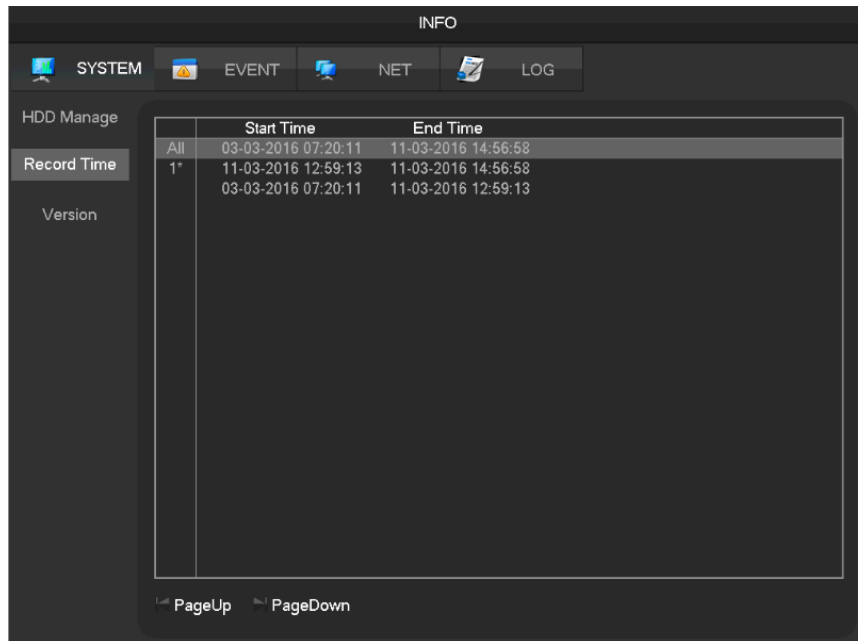 INFO
SYSTEM EVENT NET LOG
HDD Manage
Record Time
Version
Start Time End Time
All 03-03-2016 07:20:11 11-03-2016 14:56:58
1* 11-03-2016 12:59:13 11-03-2016 14:56:58
03-03-2016 07:20:11 11-03-2016 12:59:13
PageUp PageDown